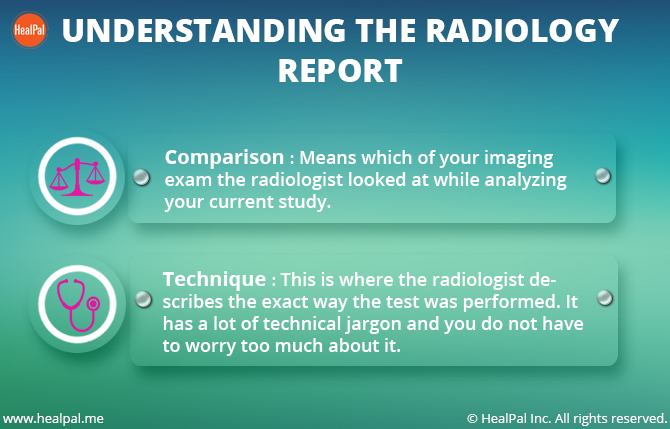 HealPal
UNDERSTANDING THE RADIOLOGY
REPORT
Comparison : Means which of your imaging
exam the radiologist looked at while analyzing
your current study.
Technique : This is where the radiologist de-
scribes the exact way the test was performed. It
has a lot of technical jargon and you do not have
to worry too much about it.
www.healpal.me
© HealPal Inc. All rights reserved.